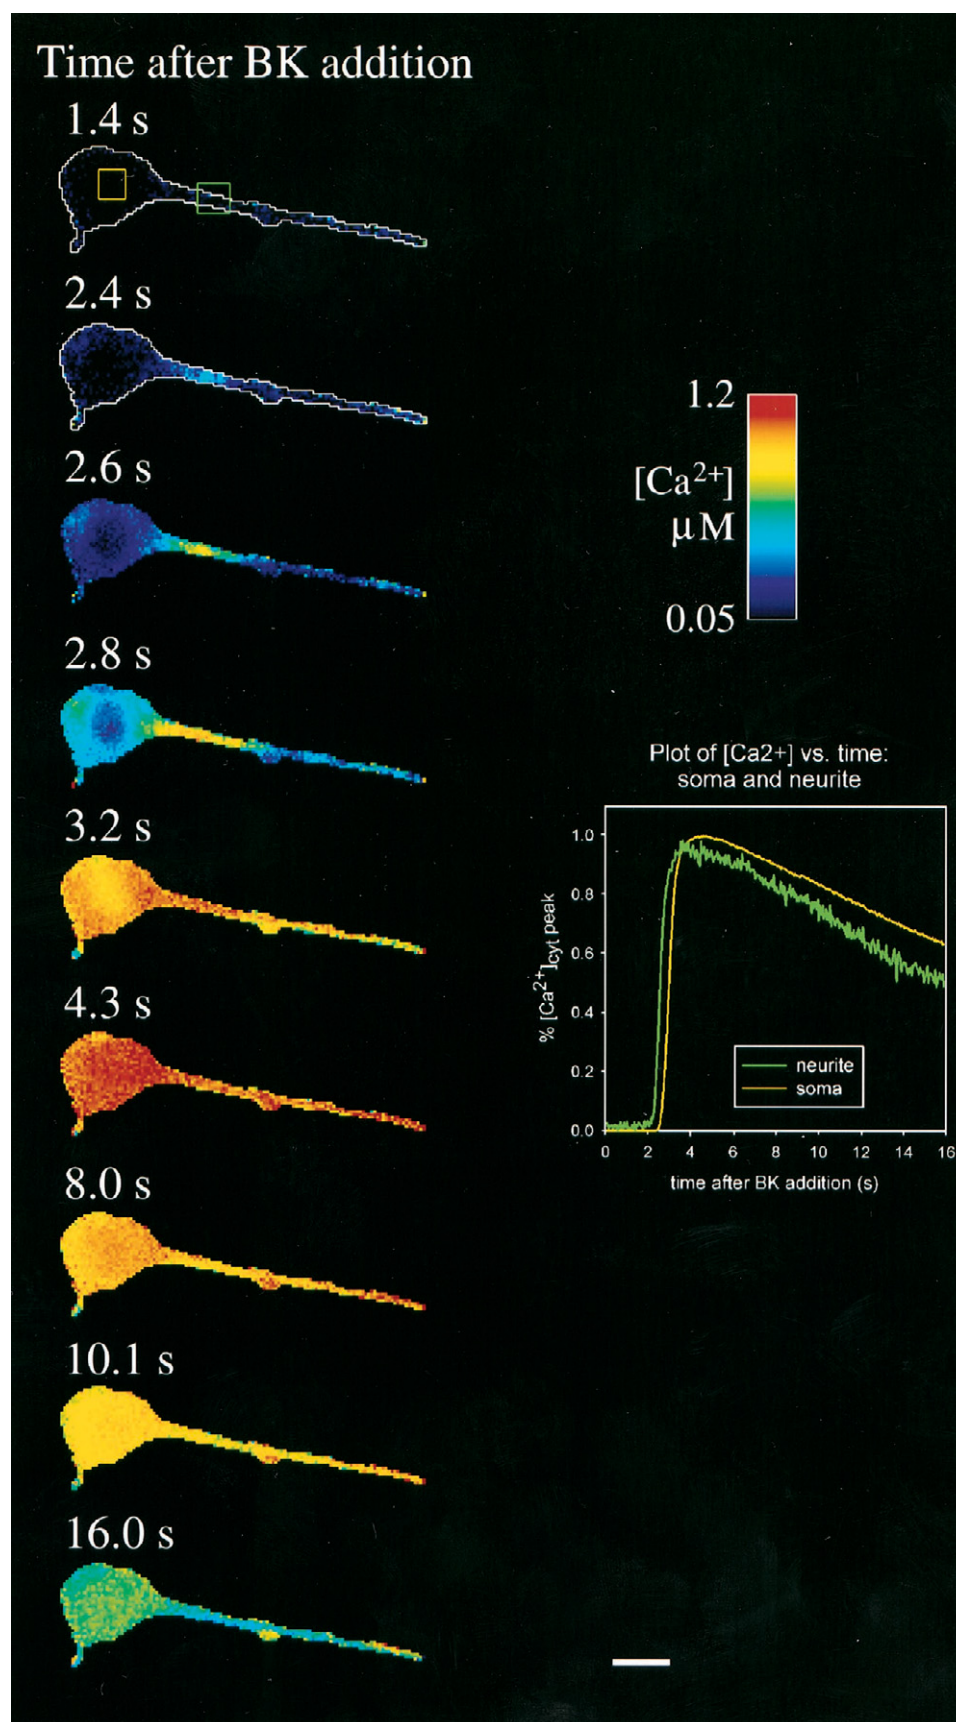 Time after BK addition
1.4 s
2.4 s
2.6 s
2.8 s
3.2 s
4.3 s
8.0 s
10.1 s
16.0 s
1.2
[Ca²⁺]
μM
0.05
Plot of [Ca2+] vs. time:
soma and neurite
% [Ca²⁺]cyt peak
1.0
0.8
0.6
0.4
0.2
0.0
neurite
soma
0 2 4 6 8 10 12 14 16
time after BK addition (s)